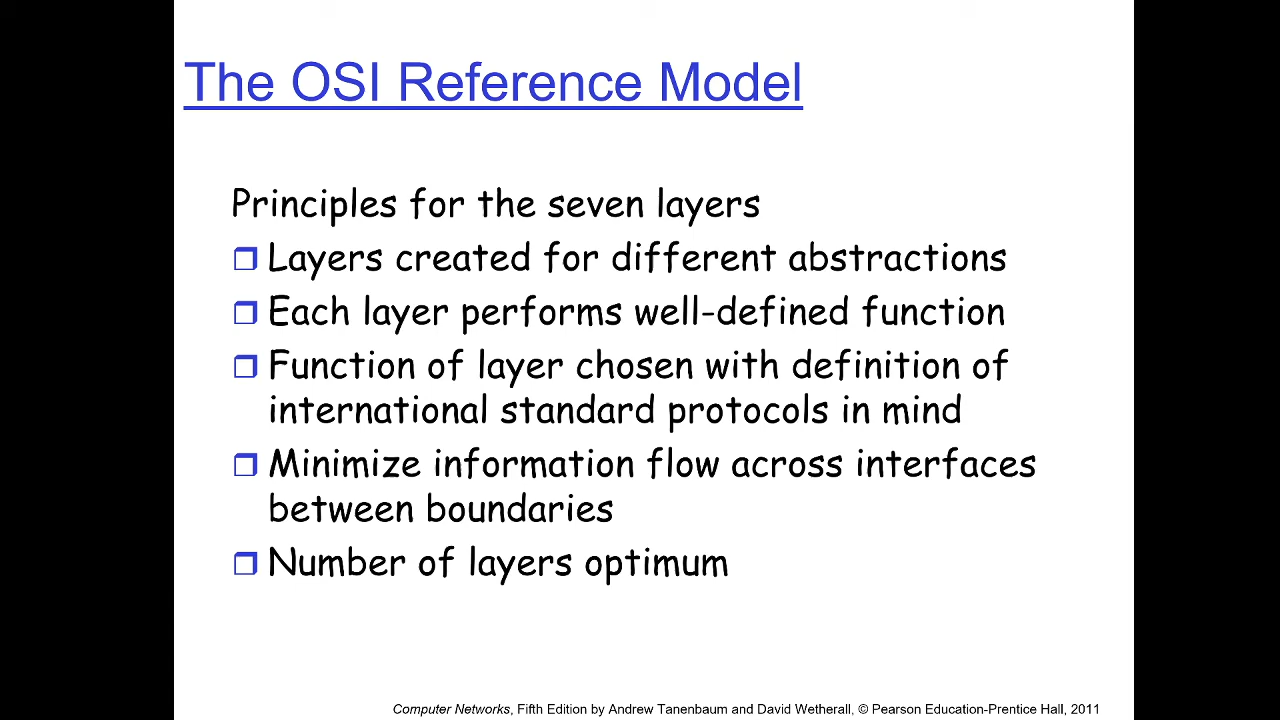 The OSI Reference Model
Principles for the seven layers
Layers created for different abstractions
Each layer performs well-defined function
Function of layer chosen with definition of
international standard protocols in mind
Minimize information flow across interfaces
between boundaries
Number of layers optimum
Computer Networks, Fifth Edition by Andrew Tanenbaum and David Wetherall, © Pearson Education-Prentice Hall, 2011